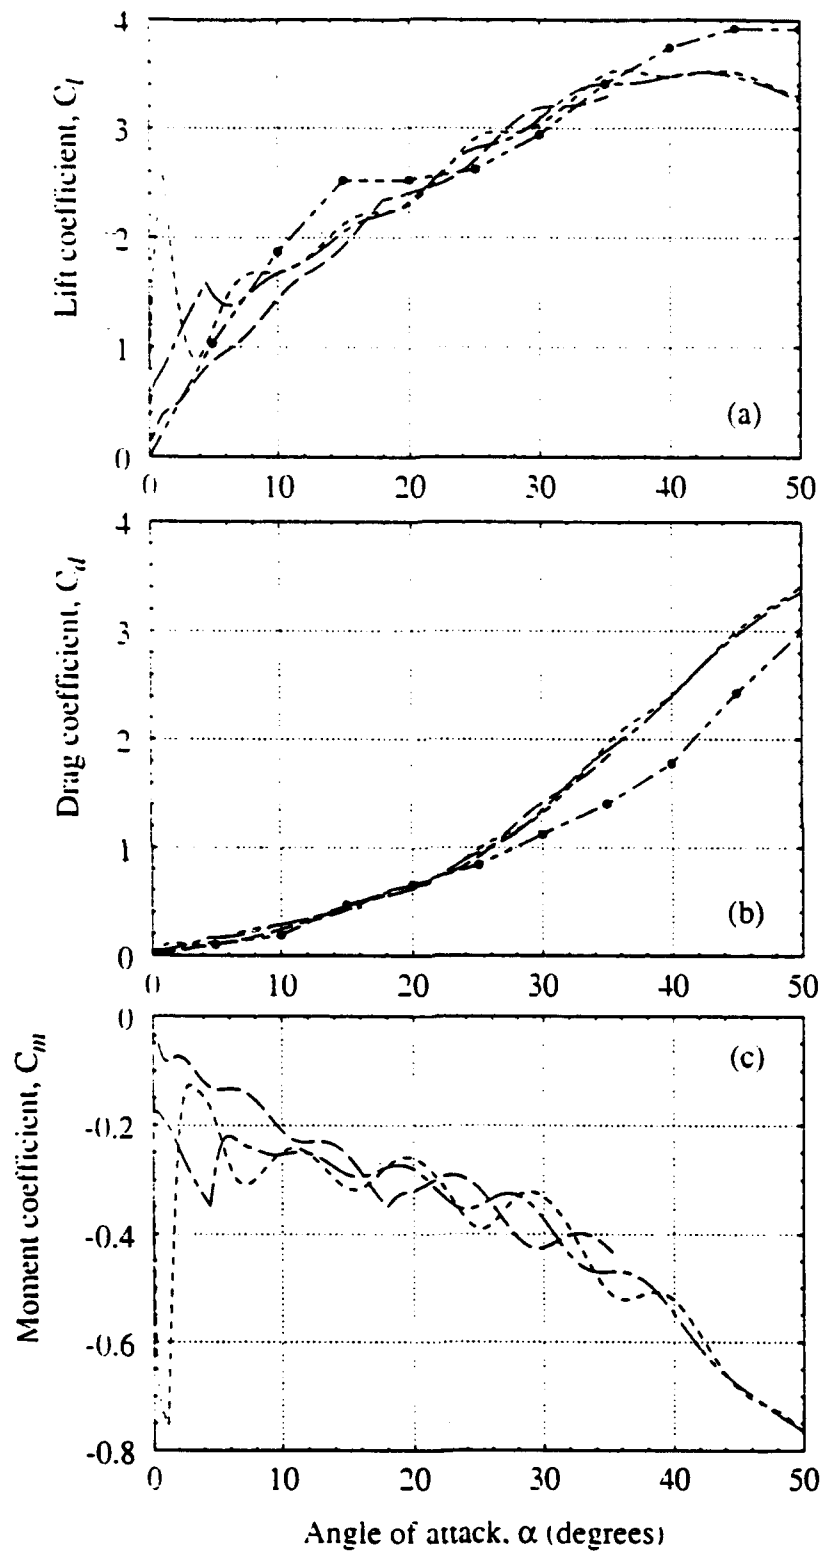 4
3
2
1
0
Lift coefficient, C_l
(a)
0 10 20 30 40 50
4
3
2
1
0
Drag coefficient, C_d
(b)
0 10 20 30 40 50
0
-0.2
-0.4
-0.6
-0.8
Moment coefficient, C_m
(c)
0 10 20 30 40 50
Angle of attack, α (degrees)